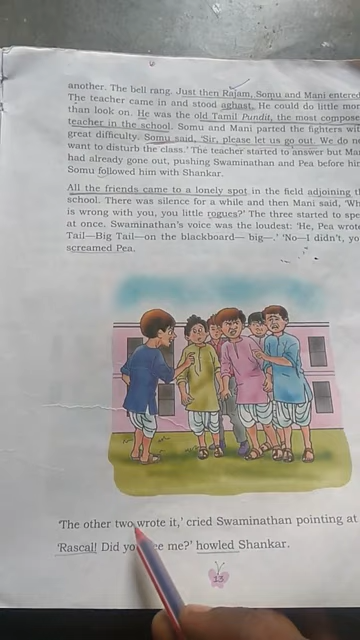 another. The bell rang. Just then Rajam, Somu and Mani entered
The teacher came in and stood aghast. He could do little mor
than look on. He was the old Tamil Pundit, the most compose
teacher in the school. Somu and Mani parted the fighters wi
great difficulty. Somu said, 'Sir, please let us go out. We do n
want to disturb the class.' The teacher started to answer but Ma
had already gone out, pushing Swaminathan and Pea before hi
Somu followed him with Shankar.
All the friends came to a lonely spot in the field adjoining th
school. There was silence for a while and then Mani said, 'Wh
is wrong with you, you little rogues?' The three started to spe
at once. Swaminathan's voice was the loudest: 'He, Pea wrote
Tail—Big Tail—on the blackboard— big—.' 'No—I didn't, yo
screamed Pea.
'The other two wrote it,' cried Swaminathan pointing at
'Rascal! Did me?' howled Shankar.
13